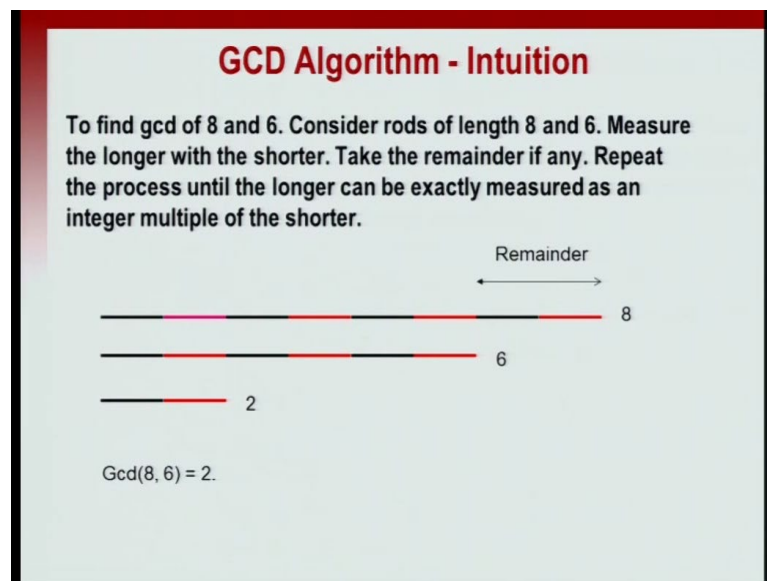 GCD Algorithm - Intuition
To find gcd of 8 and 6. Consider rods of length 8 and 6. Measure
the longer with the shorter. Take the remainder if any. Repeat
the process until the longer can be exactly measured as an
integer multiple of the shorter.
Remainder
8
6
2
Gcd(8, 6) = 2.